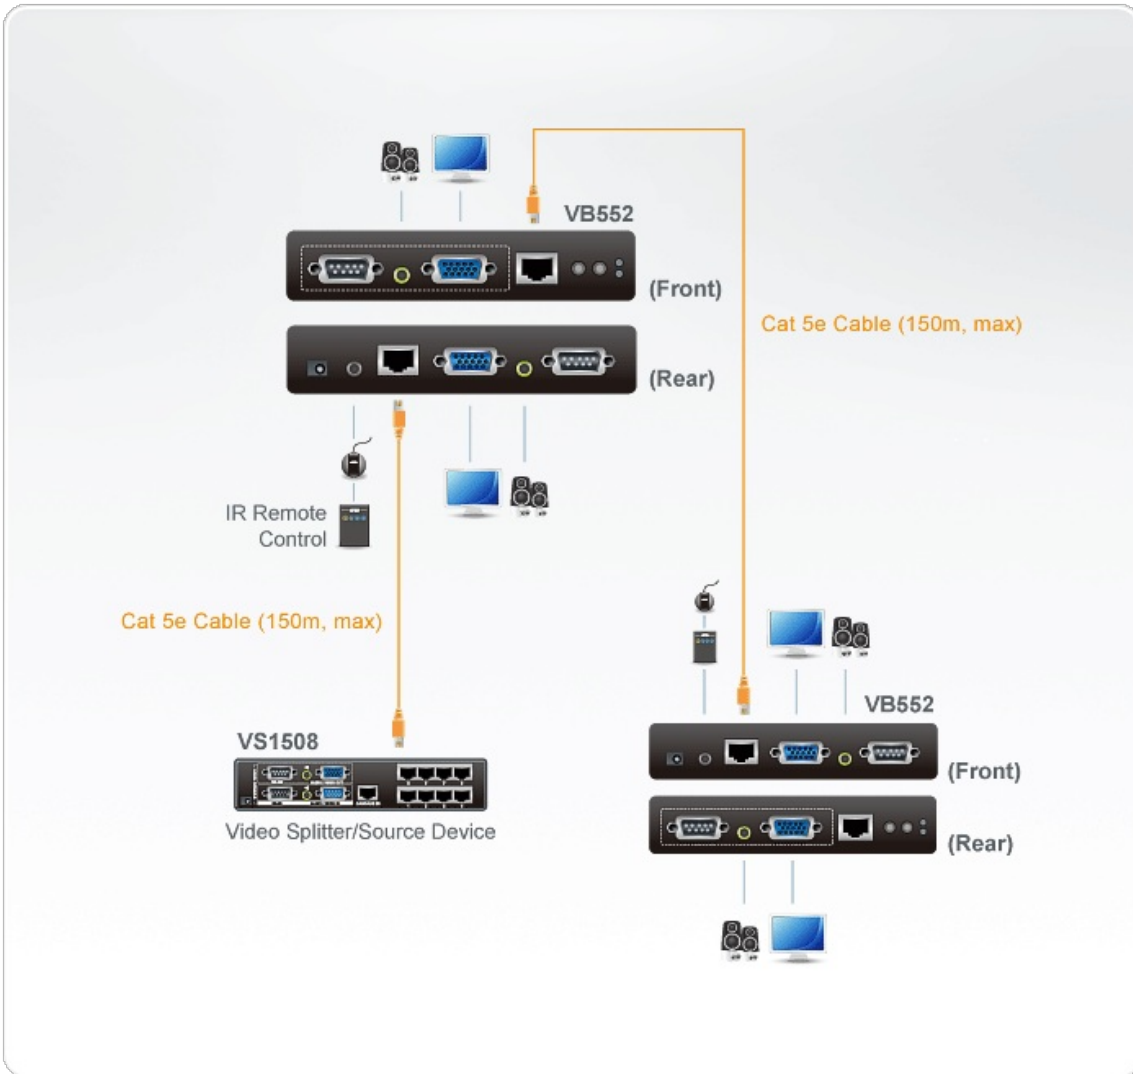 VB552
(Front)
Cat 5e Cable (150m, max)
(Rear)
IR Remote
Control
Cat 5e Cable (150m, max)
VS1508
Video Splitter/Source Device
VB552
(Front)
(Rear)